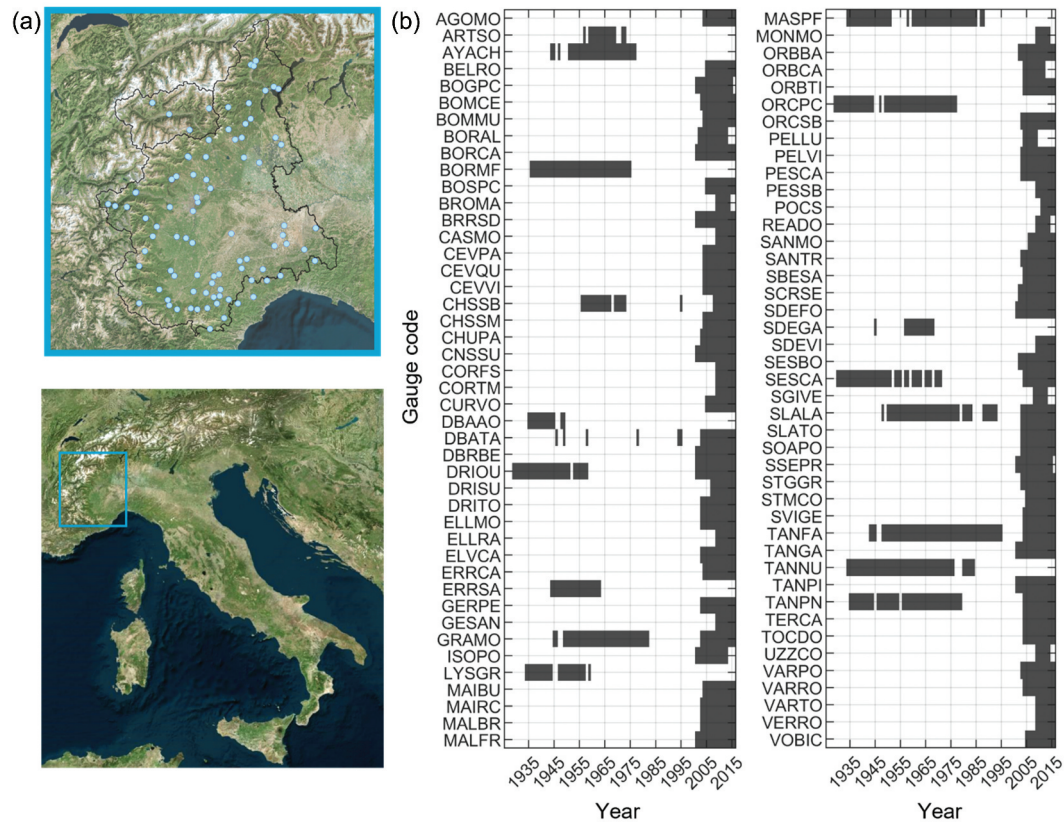 (a)
(b)
Gauge code
AGOMO
ARTSO
AYACH
BELRO
BOGPC
BOMCE
BOMMU
BORAL
BORCA
BORMF
BOSPC
BROMA
BRRSD
CASMO
CEVPA
CEVQU
CEVVI
CHSSB
CHSSM
CHUPA
CNSSU
CORFS
CORTM
CURVO
DBAAO
DBATA
DBRBE
DRIOU
DRISU
DRITO
ELLMO
ELLRA
ELVCA
ERRCA
ERRSA
GERPE
GESAN
GRAMO
ISOPO
LYSGR
MAIBU
MAIRC
MALBR
MALFR
1935 1945 1955 1965 1975 1985 1995 2005 2015
Year
MASPF
MONMO
ORBBA
ORBCA
ORBTI
ORCPC
ORCSB
PELLU
PELVI
PESCA
PESSB
POCS
READO
SANMO
SANTR
SBESA
SCRSE
SDEFO
SDEGA
SDEVI
SESBO
SESCA
SGIVE
SLALA
SLATO
SOAPO
SSEPR
STGGR
STMCO
SVIGE
TANFA
TANGA
TANNU
TANPI
TANPN
TERCA
TOCDO
UZZCO
VARPO
VARRO
VARTO
VERRO
VOBIC
1935 1945 1955 1965 1975 1985 1995 2005 2015
Year